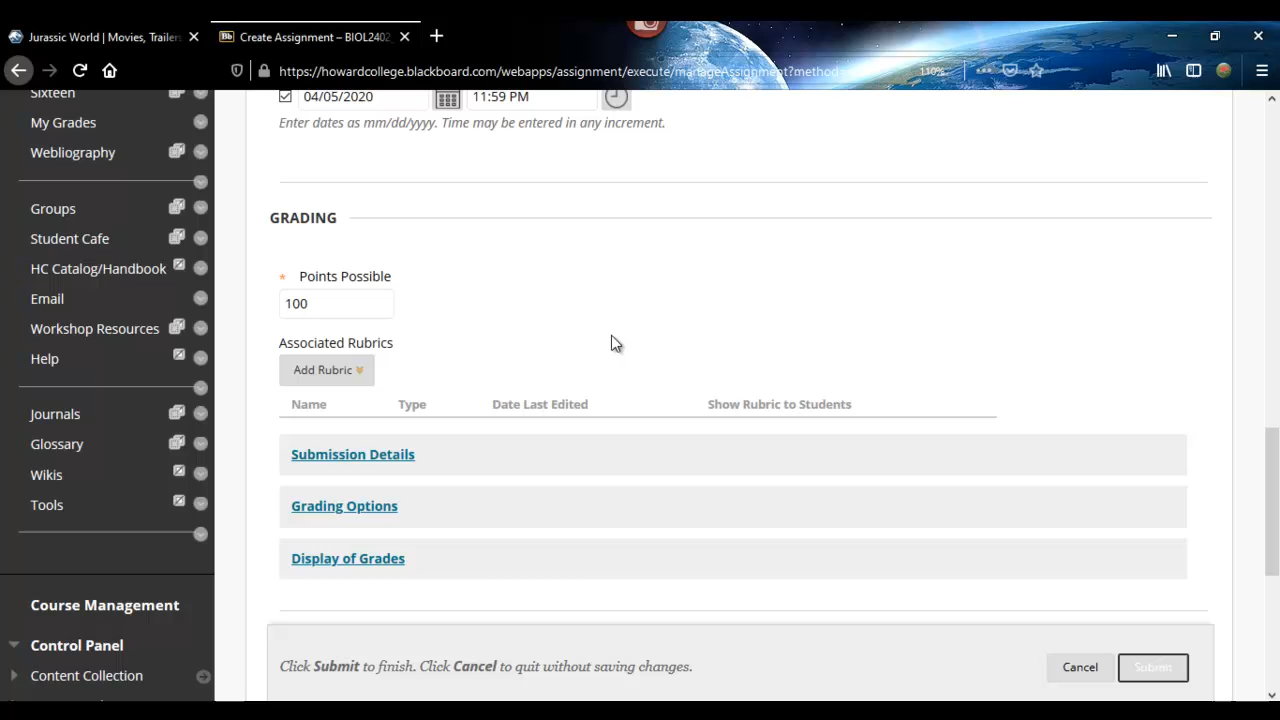 Jurassic World | Movies, Trailers
Create Assignment – BIOL2402
https://howardcollege.blackboard.com/webapps/assignment/execute/manageAssignment?method=
110%
Sixteen
My Grades
Webliography
Groups
Student Cafe
HC Catalog/Handbook
Email
Workshop Resources
Help
Journals
Glossary
Wikis
Tools
Course Management
Control Panel
Content Collection
04/05/2020
11:59 PM
Enter dates as mm/dd/yyyy. Time may be entered in any increment.
GRADING
* Points Possible
100
Associated Rubrics
Add Rubric
Name Type Date Last Edited Show Rubric to Students
Submission Details
Grading Options
Display of Grades
Click Submit to finish. Click Cancel to quit without saving changes.
Cancel
Submit